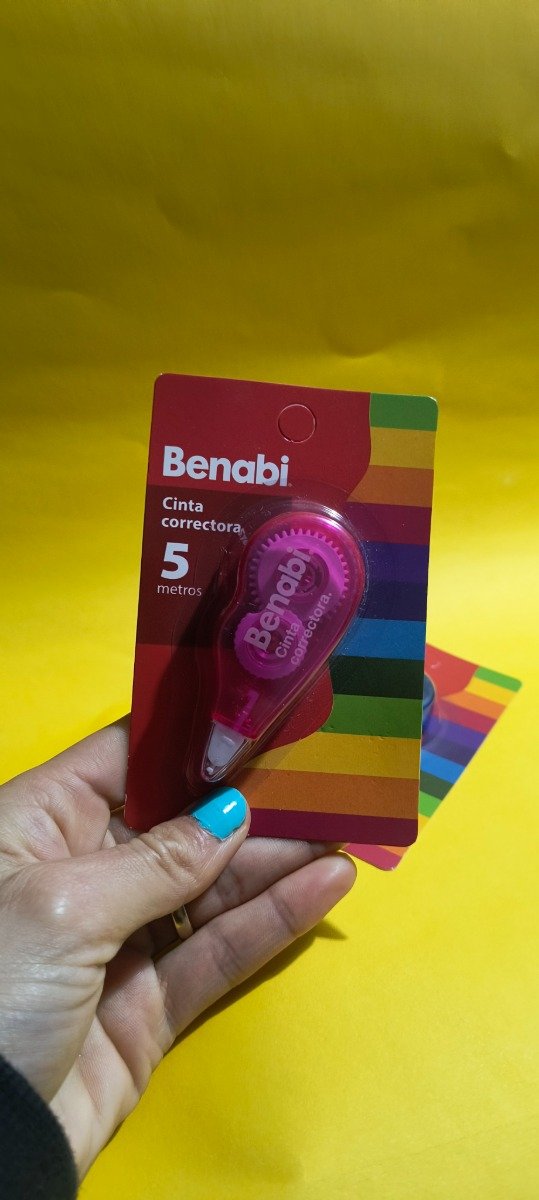 Benabi
Cinta
correctora
5
metros
Benabi
Cinta
correctora.